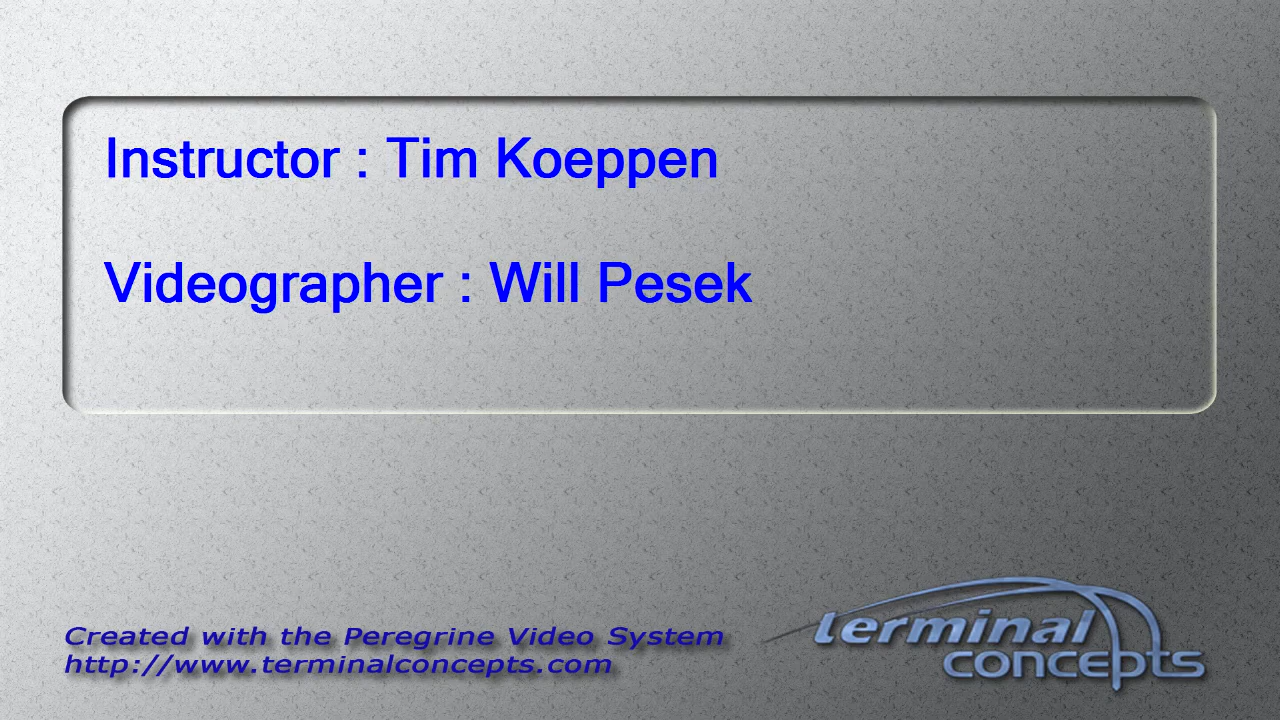 Instructor : Tim Koeppen
Videographer : Will Pesek
Created with the Peregrine Video System
http://www.terminalconcepts.com
terminal
concepts